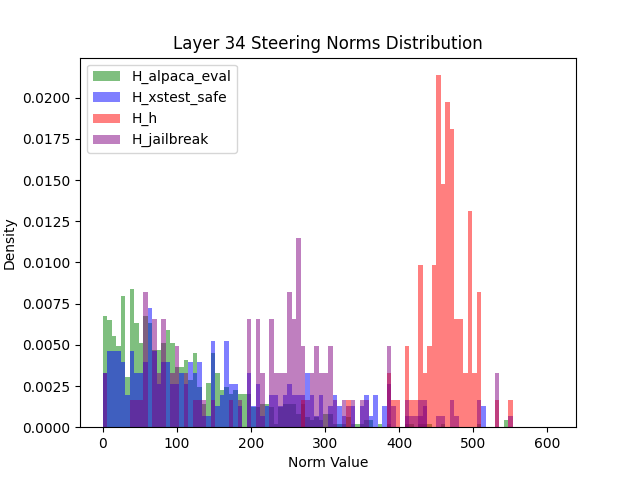 Layer 34 Steering Norms Distribution
H_alpaca_eval
H_xstest_safe
H_h
H_jailbreak
Density
0.0200
0.0175
0.0150
0.0125
0.0100
0.0075
0.0050
0.0025
0.0000
0 100 200 300 400 500 600
Norm Value